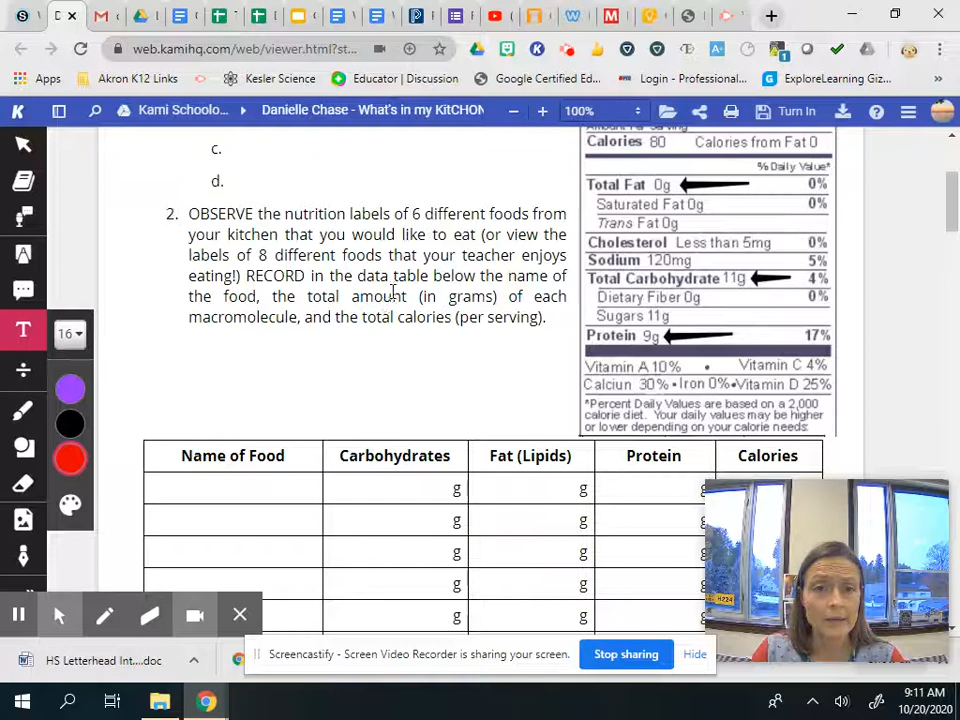 web.kamihq.com/web/viewer.html?st...
Apps
Akron K12 Links
Kesler Science
Educator | Discussion
Google Certified Edu...
Login - Professional...
ExploreLearning Giz...
»
K
Kami Schoolo...
Danielle Chase - What's in my KitCHON
100%
Turn In
c.
d.
2. OBSERVE the nutrition labels of 6 different foods from
your kitchen that you would like to eat (or view the
labels of 8 different foods that your teacher enjoys
eating!) RECORD in the data table below the name of
the food, the total amount (in grams) of each
macromolecule, and the total calories (per serving).
Calories 80 Calories from Fat 0
% Daily Value*
Total Fat 0g 0%
Saturated Fat 0g 0%
Trans Fat 0g
Cholesterol Less than 5mg 0%
Sodium 120mg 5%
Total Carbohydrate 11g 4%
Dietary Fiber 0g 0%
Sugars 11g
Protein 9g 17%
Vitamin A 10% • Vitamin C 4%
Calciun 30% • Iron 0% • Vitamin D 25%
*Percent Daily Values are based on a 2,000
calorie diet. Your daily values may be higher
or lower depending on your calorie needs:
T
16
Name of Food Carbohydrates Fat (Lipids) Protein Calories
g g g
g g g
g g g
g g g
g g g
H224
Screencastify - Screen Video Recorder is sharing your screen.
Stop sharing
Hide
HS Letterhead Int....doc
9:11 AM
10/20/2020